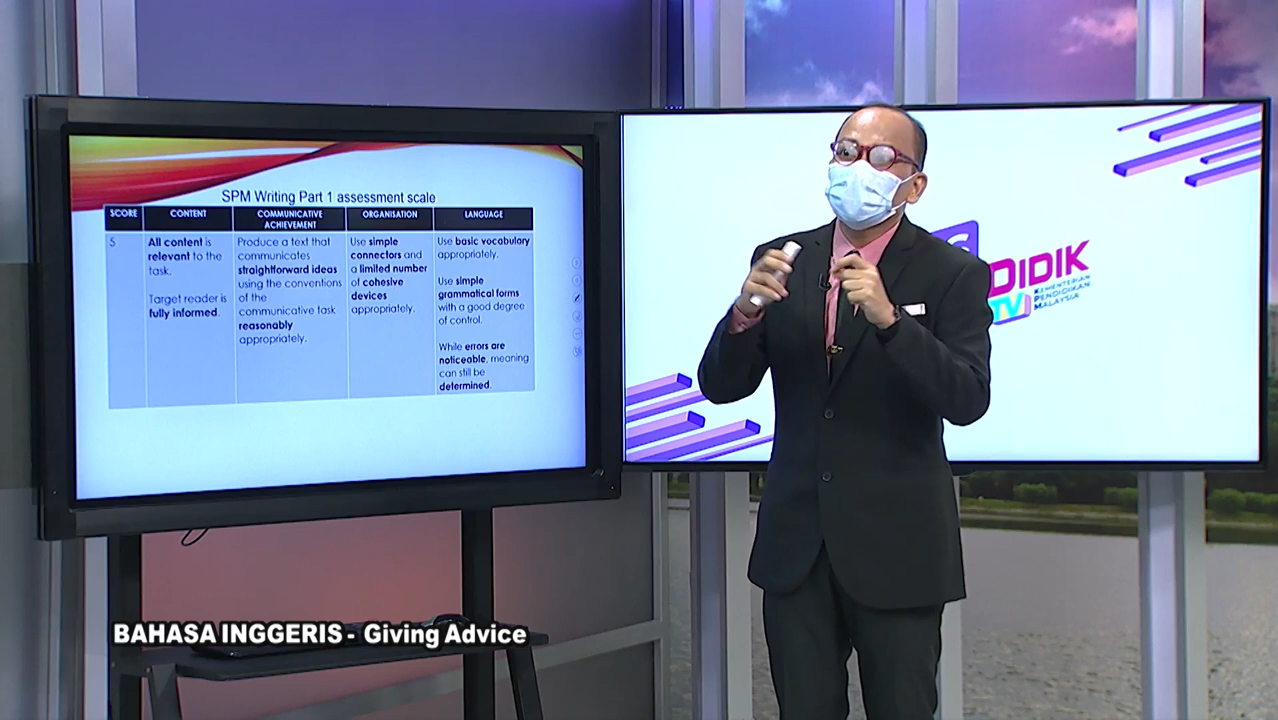 SPM Writing Part 1 assessment scale
SCORE
CONTENT
COMMUNICATIVE
ACHIEVEMENT
ORGANISATION
LANGUAGE
5
All content is
relevant to the
task.
Target reader is
fully informed.
Produce a text that
communicates
straightforward ideas
using the conventions
of the
communicative task
reasonably
appropriately.
Use simple
connectors and
a limited number
of cohesive
devices
appropriately.
Use basic vocabulary
appropriately.
Use simple
grammatical forms
with a good degree
of control.
While errors are
noticeable, meaning
can still be
determined.
DIDIK
TV
KEMENTERIAN
PENDIDIKAN
MALAYSIA
BAHASA INGGERIS - Giving Advice